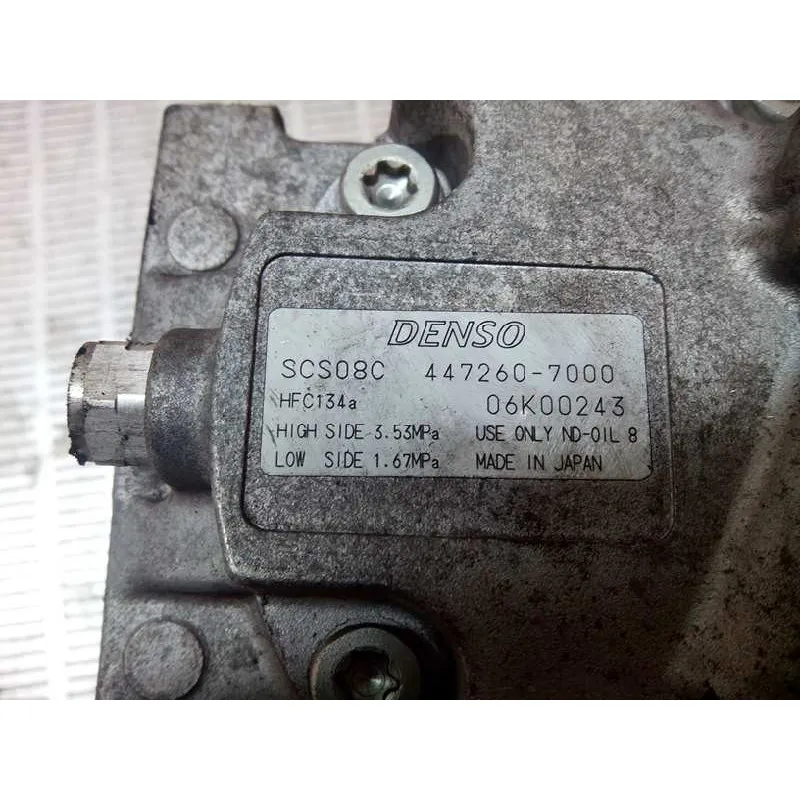 DENSO
SCS08C 447260-7000
HFC134a 06K00243
HIGH SIDE 3.53MPa USE ONLY ND-OIL 8
LOW SIDE 1.67MPa MADE IN JAPAN